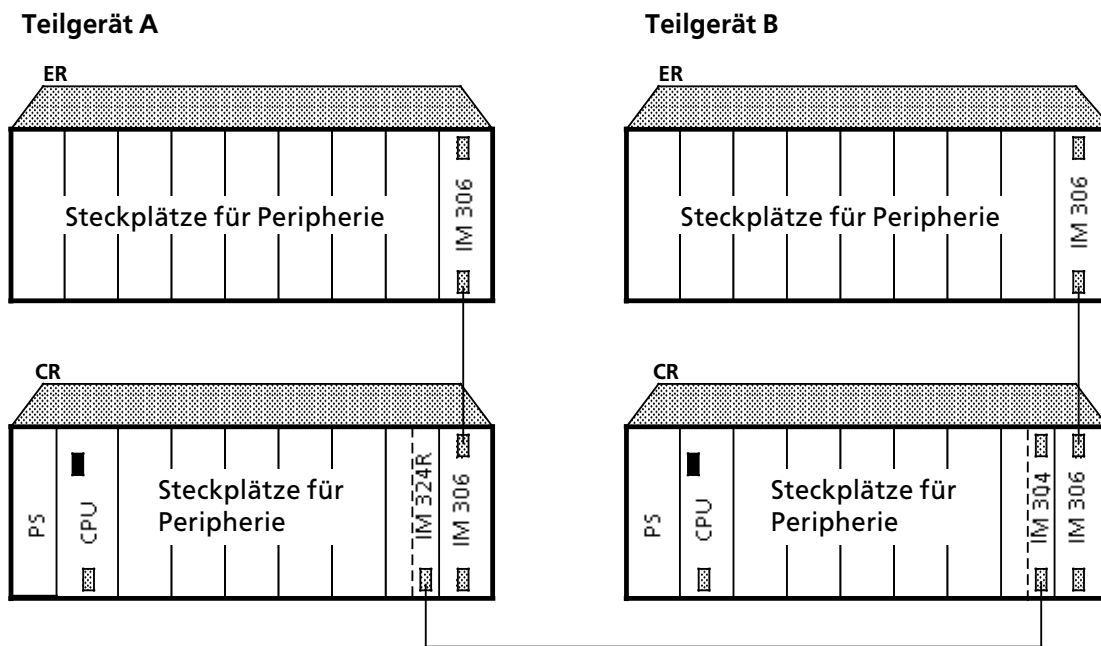 Teilgerät A
ER
Steckplätze für Peripherie
IM 306
CR
PS
CPU
Steckplätze für
Peripherie
IM 324R
IM 306
Teilgerät B
ER
Steckplätze für Peripherie
IM 306
CR
PS
CPU
Steckplätze für
Peripherie
IM 304
IM 306